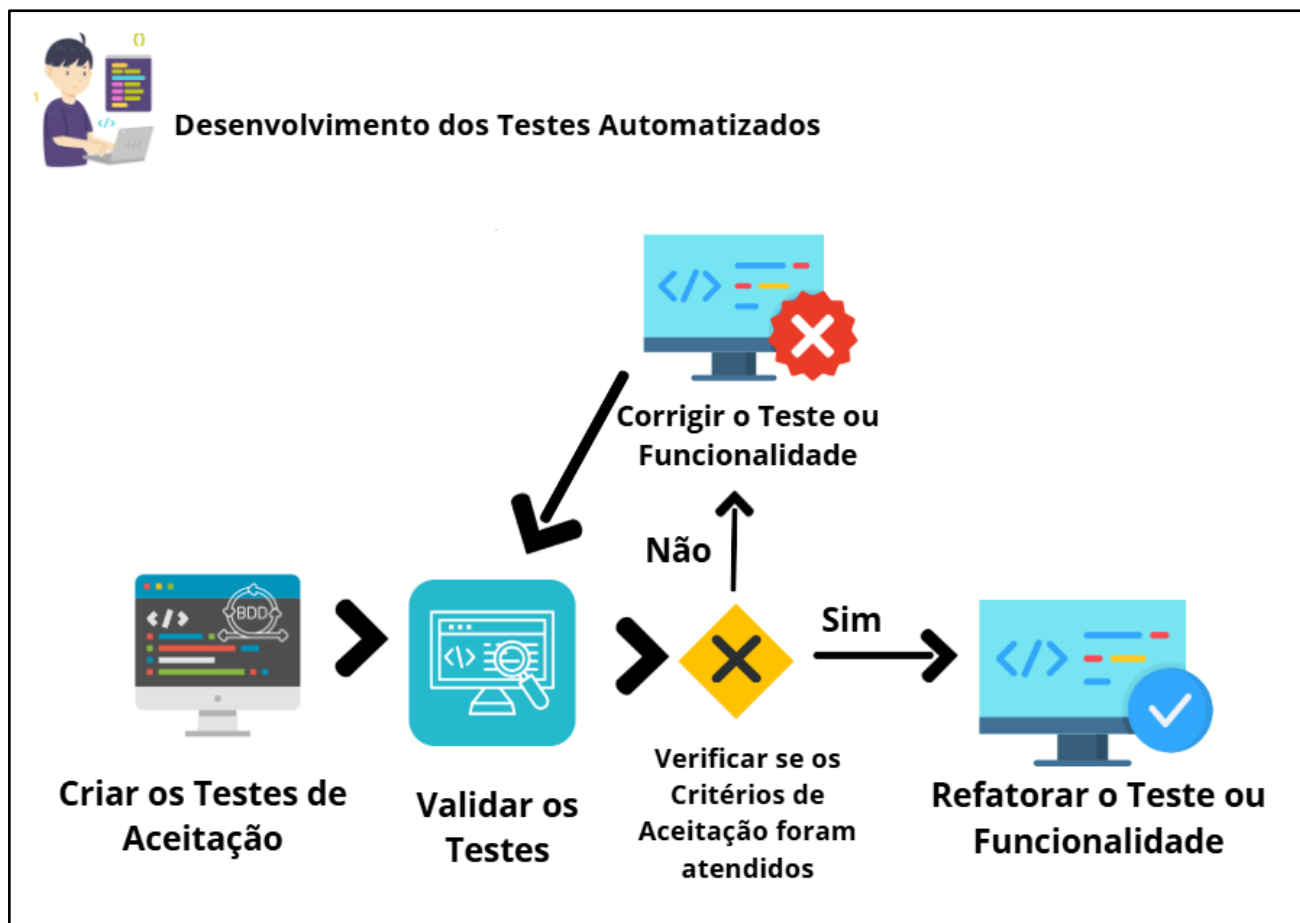 Desenvolvimento dos Testes Automatizados
Corrigir o Teste ou
Funcionalidade
Não
Sim
BDD
Criar os Testes de
Aceitação
Validar os
Testes
Verificar se os
Critérios de
Aceitação foram
atendidos
Refatorar o Teste ou
Funcionalidade